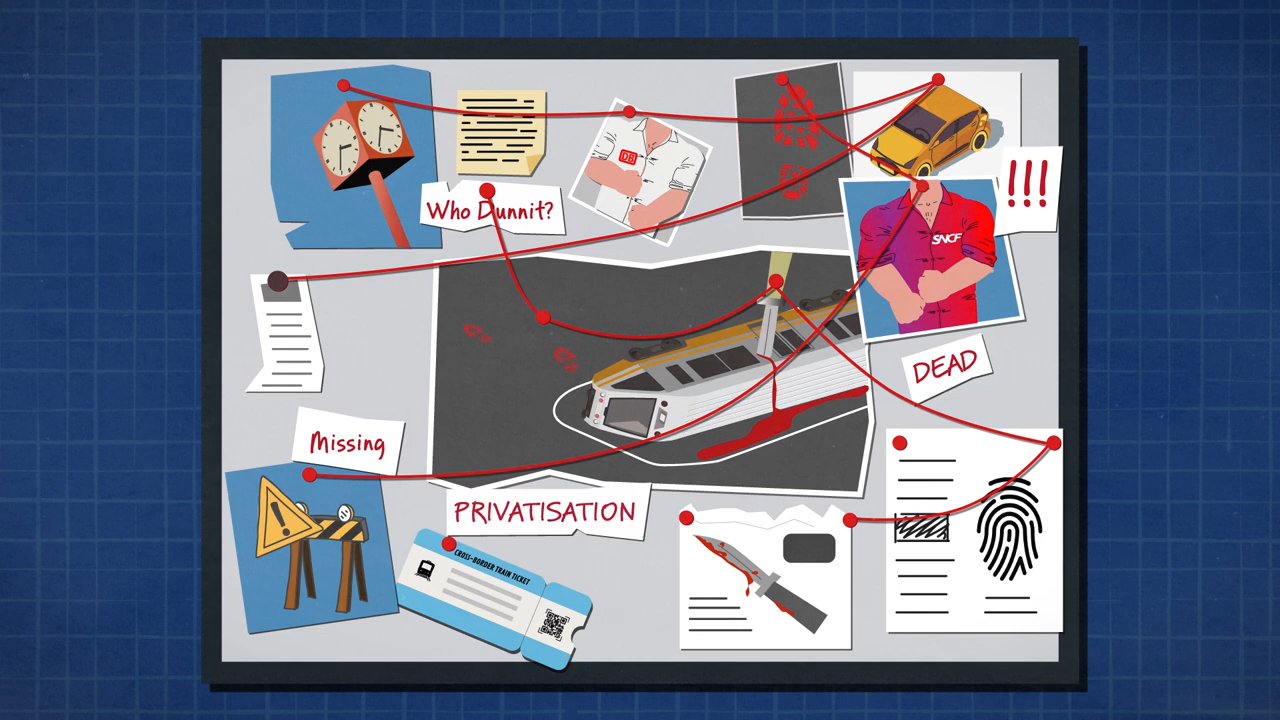 Who Dunnit?
DB
!!!
SNCF
DEAD
Missing
PRIVATISATION
CROSS-BORDER TRAIN TICKET